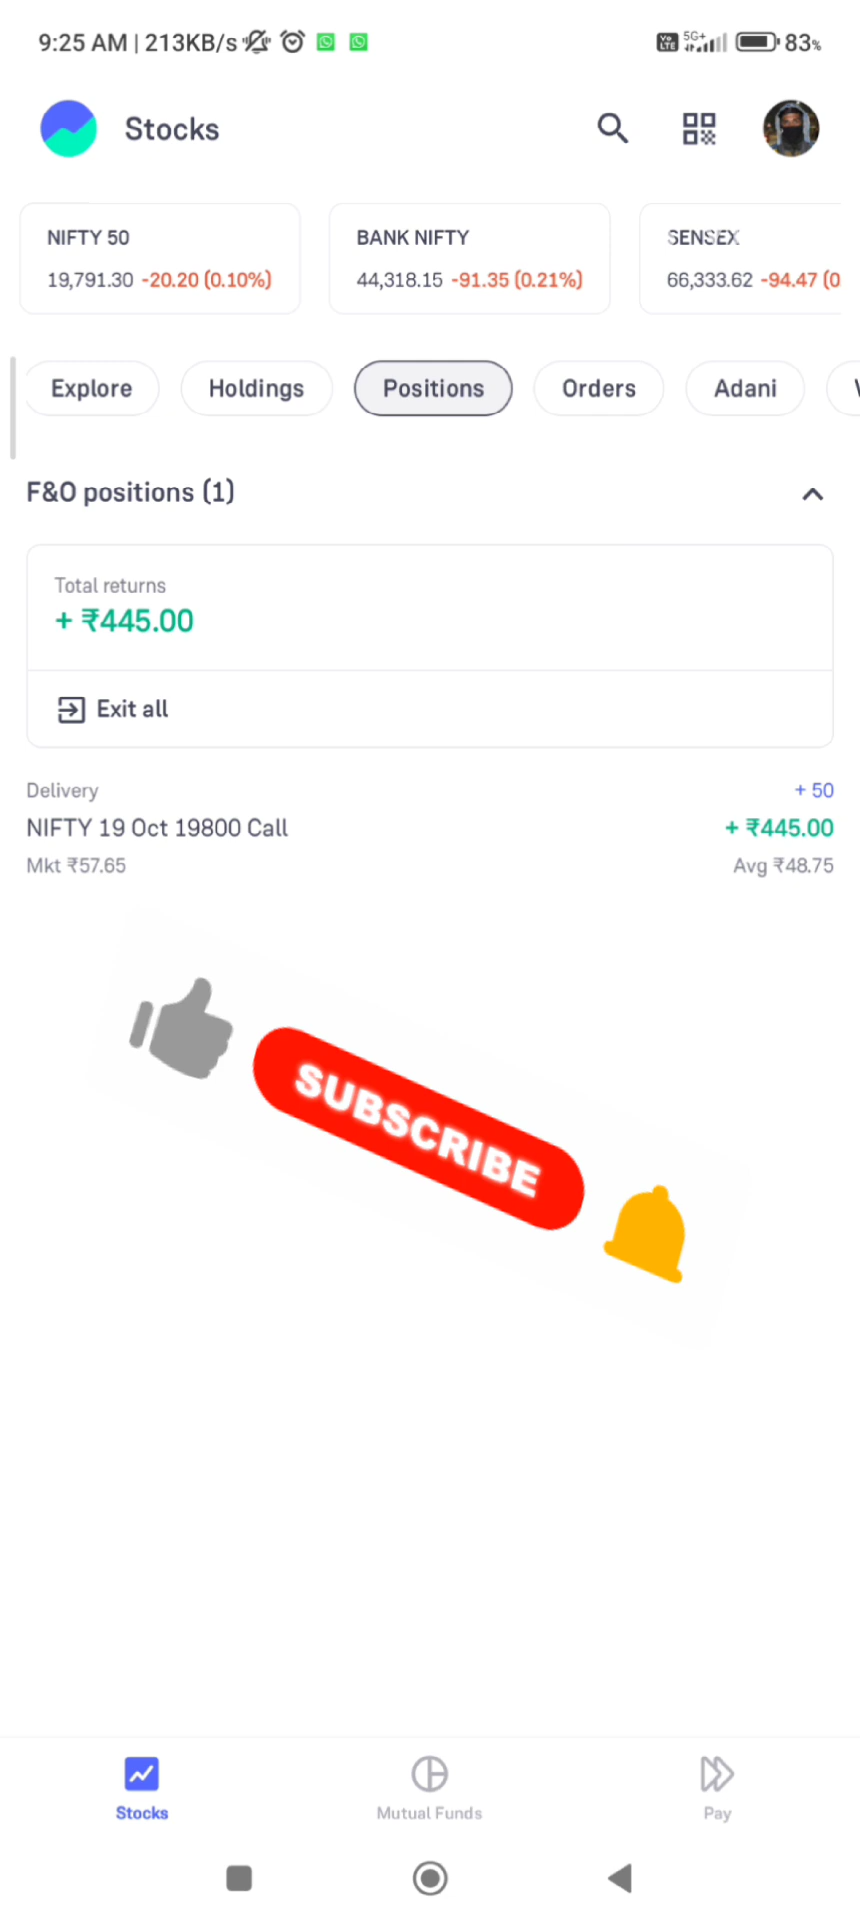 9:25 AM | 213KB/s 5G+ 83%
Stocks
NIFTY 50
19,791.30 -20.20 (0.10%)
BANK NIFTY
44,318.15 -91.35 (0.21%)
SENSEX
66,333.62 -94.47 (0
Explore Holdings Positions Orders Adani
F&O positions (1)
Total returns
+ ₹445.00
Exit all
Delivery + 50
NIFTY 19 Oct 19800 Call + ₹445.00
Mkt ₹57.65 Avg ₹48.75
SUBSCRIBE
Stocks Mutual Funds Pay